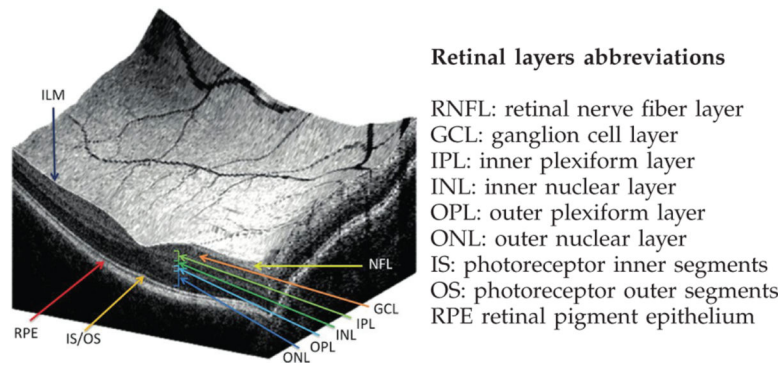 ILM
NFL
GCL
IPL
INL
OPL
ONL
IS/OS
RPE
Retinal layers abbreviations
RNFL: retinal nerve fiber layer
GCL: ganglion cell layer
IPL: inner plexiform layer
INL: inner nuclear layer
OPL: outer plexiform layer
ONL: outer nuclear layer
IS: photoreceptor inner segments
OS: photoreceptor outer segments
RPE retinal pigment epithelium